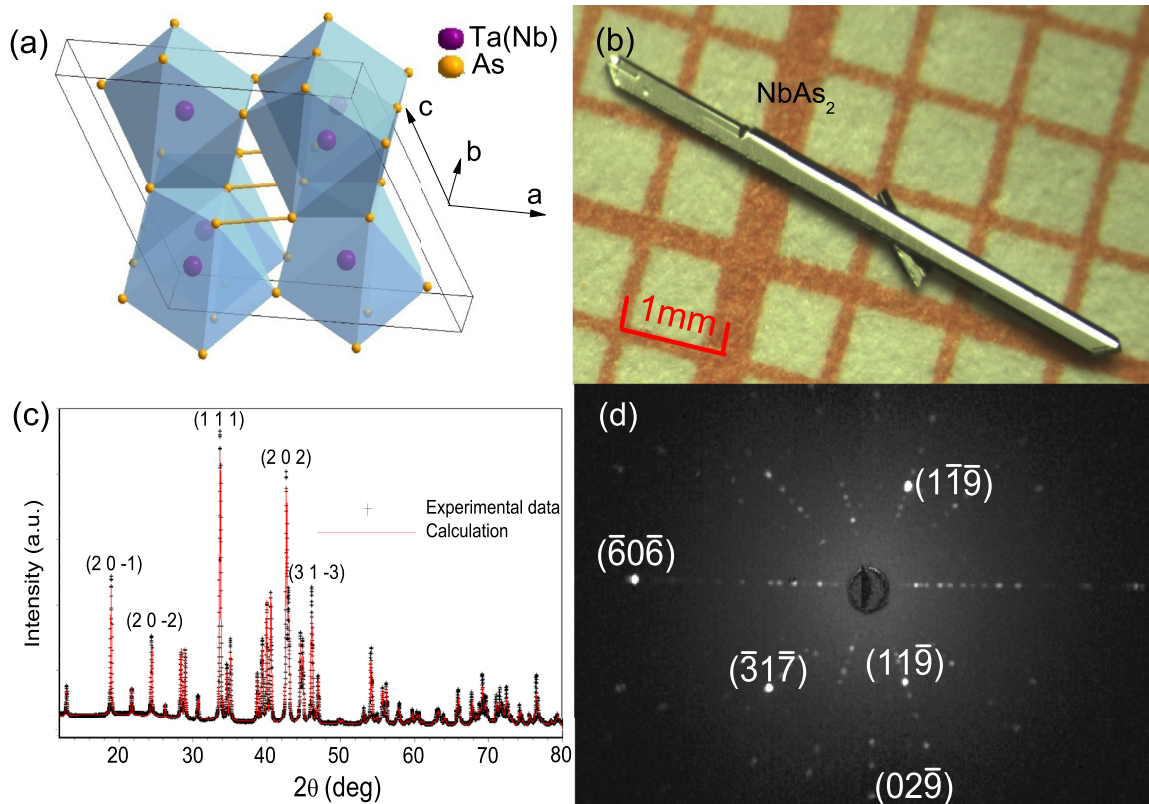 (a)
Ta(Nb)
As
c
b
a
(b)
NbAs₂
1mm
(c)
(1 1 1)
(2 0 2)
Experimental data
Calculation
(2 0 -1)
(3 1 -3)
(2 0 -2)
Intensity (a.u.)
20 30 40 50 60 70 80
2θ (deg)
(d)
(11̅9̅)
(6̅06̅)
(3̅17̅)
(119̅)
(029̅)